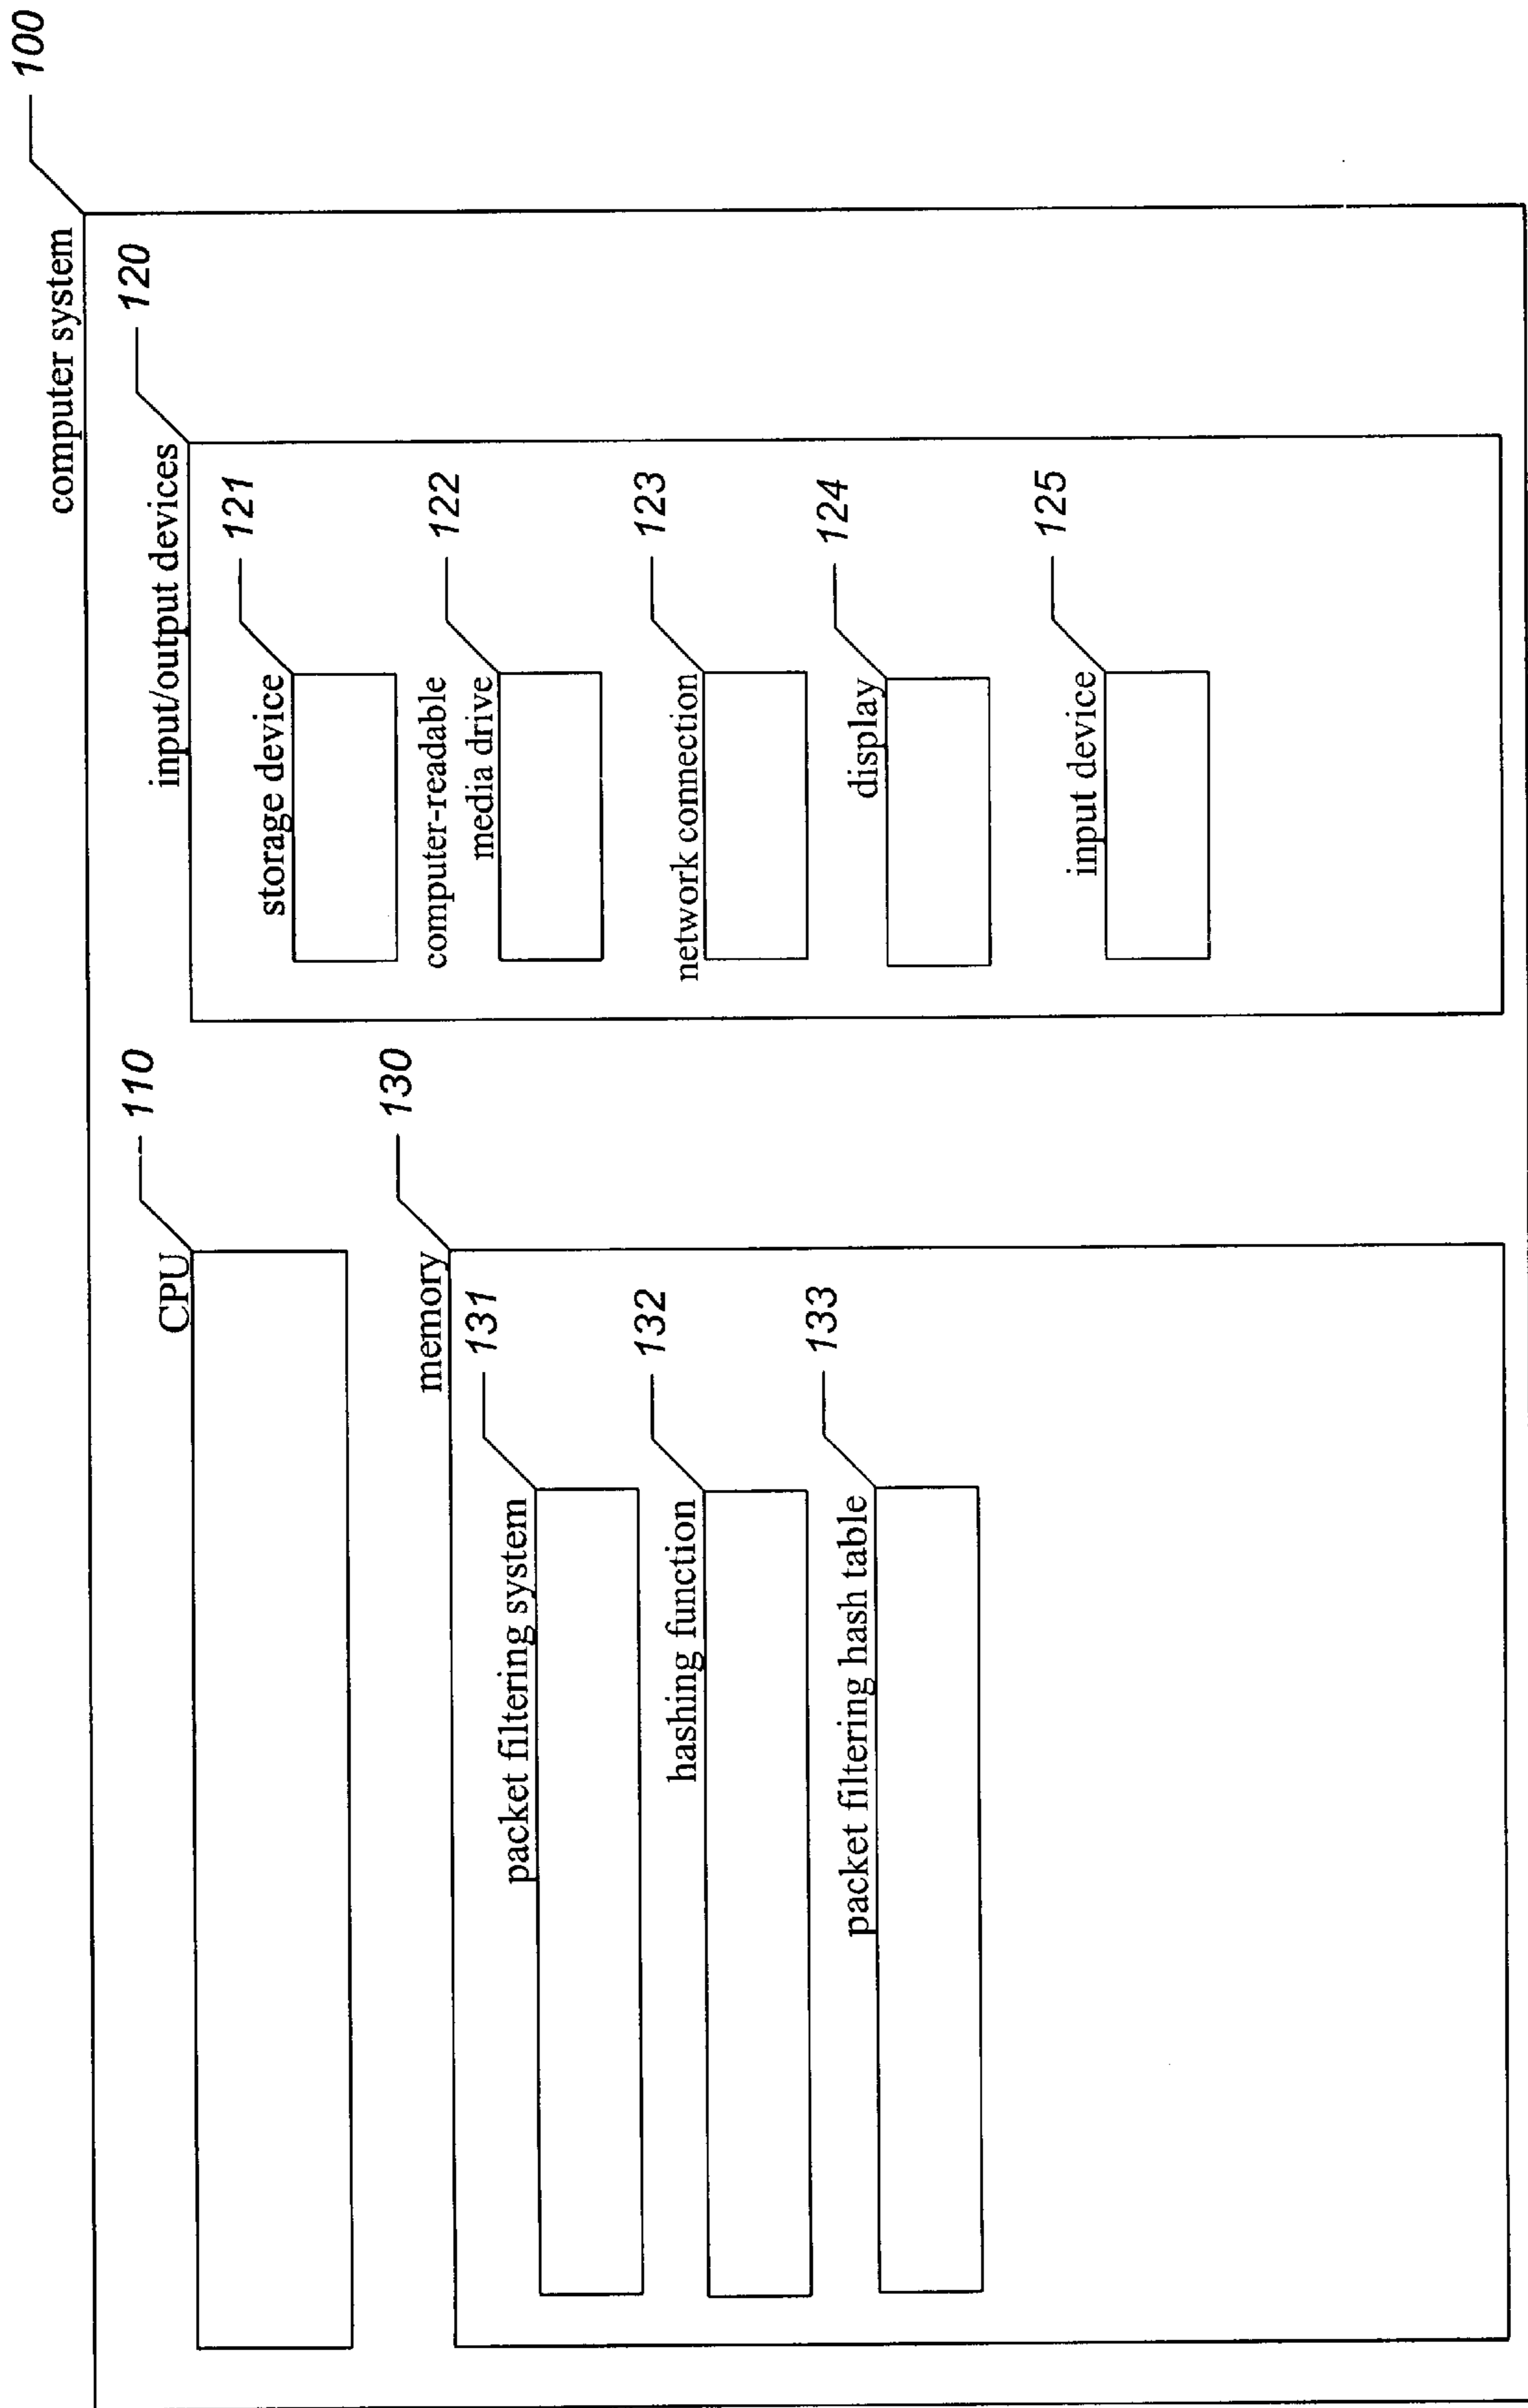 100
computer system
110
CPU
120
input/output devices
121
storage device
122
computer-readable
media drive
123
network connection
124
display
125
input device
130
memory
131
packet filtering system
132
hashing function
133
packet filtering hash table